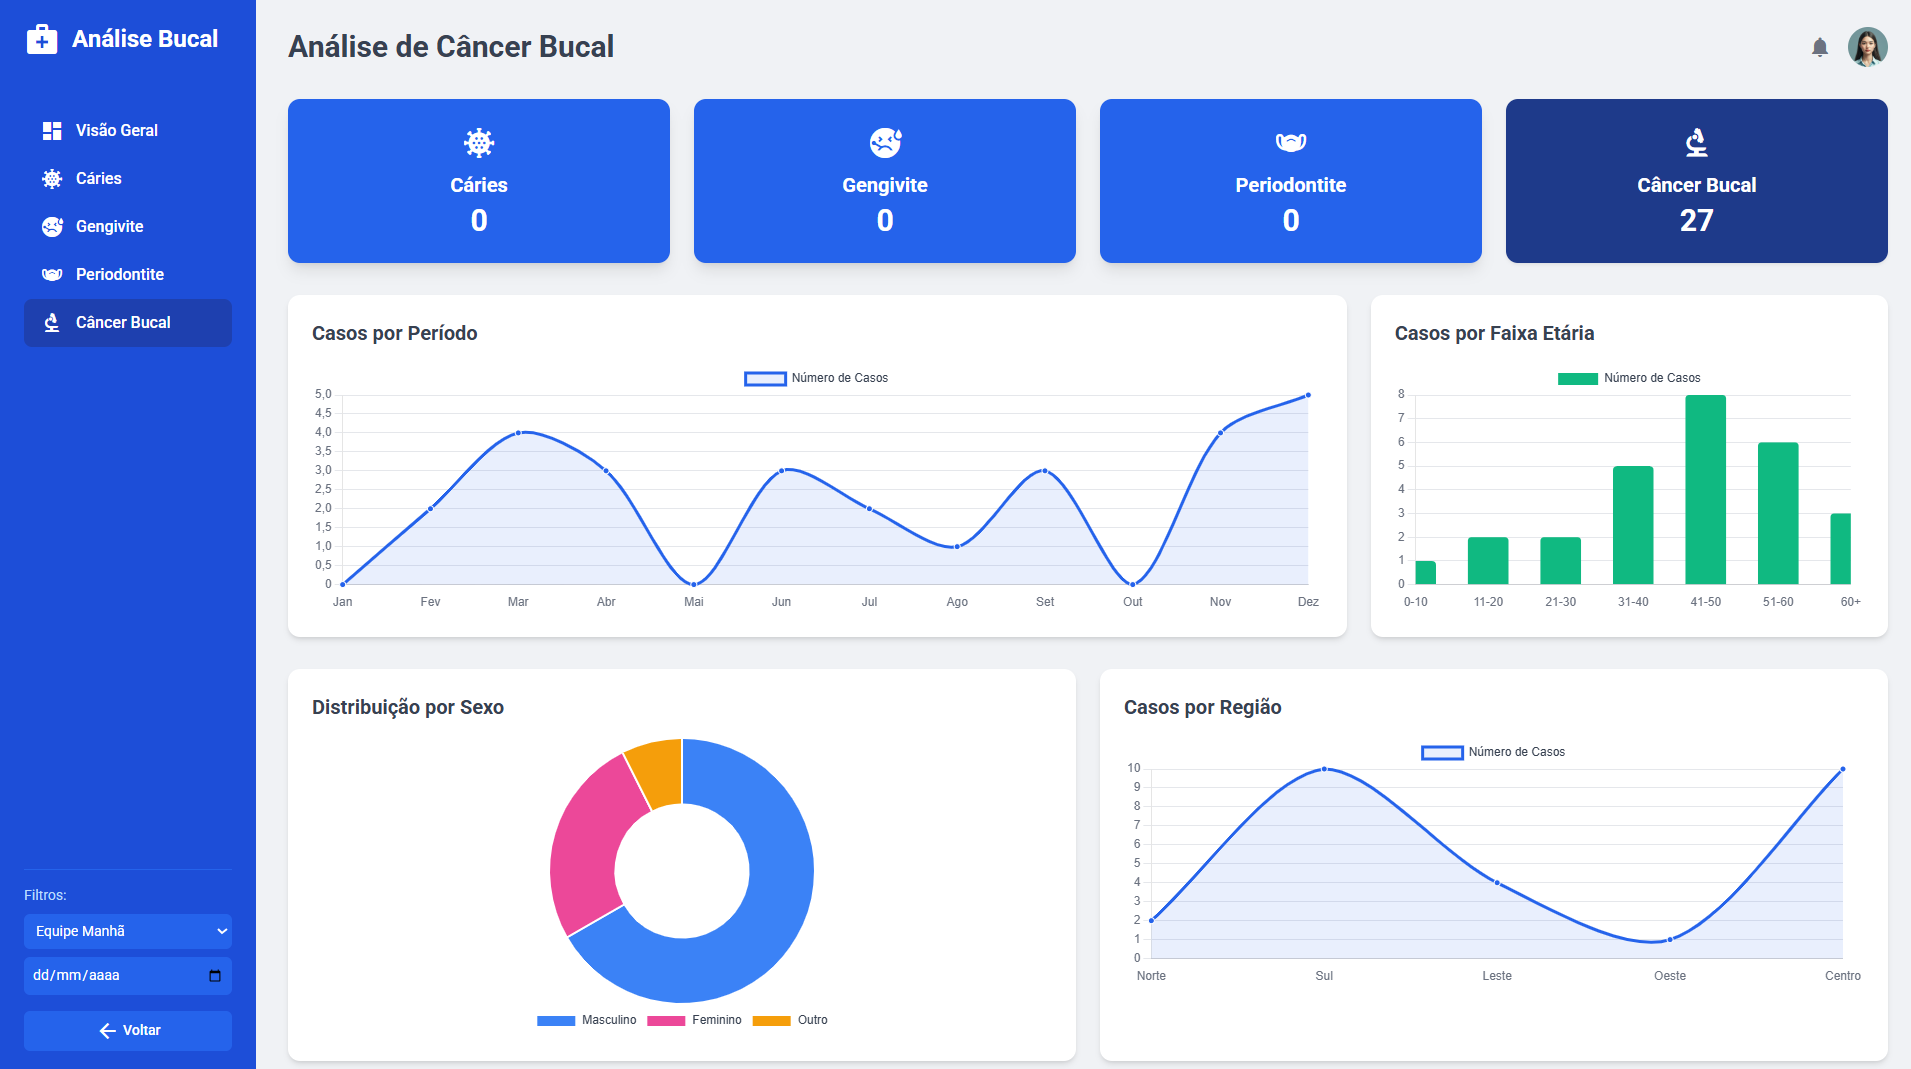 Análise Bucal
Visão Geral
Cáries
Gengivite
Periodontite
Câncer Bucal
Filtros:
Equipe Manhã
dd/mm/aaaa
Voltar
Análise de Câncer Bucal
Cáries
0
Gengivite
0
Periodontite
0
Câncer Bucal
27
Casos por Período
Número de Casos
5,0
4,5
4,0
3,5
3,0
2,5
2,0
1,5
1,0
0,5
0
Jan Fev Mar Abr Mai Jun Jul Ago Set Out Nov Dez
Casos por Faixa Etária
Número de Casos
8
7
6
5
4
3
2
1
0
0-10 11-20 21-30 31-40 41-50 51-60 60+
Distribuição por Sexo
Masculino Feminino Outro
Casos por Região
Número de Casos
10
9
8
7
6
5
4
3
2
1
0
Norte Sul Leste Oeste Centro